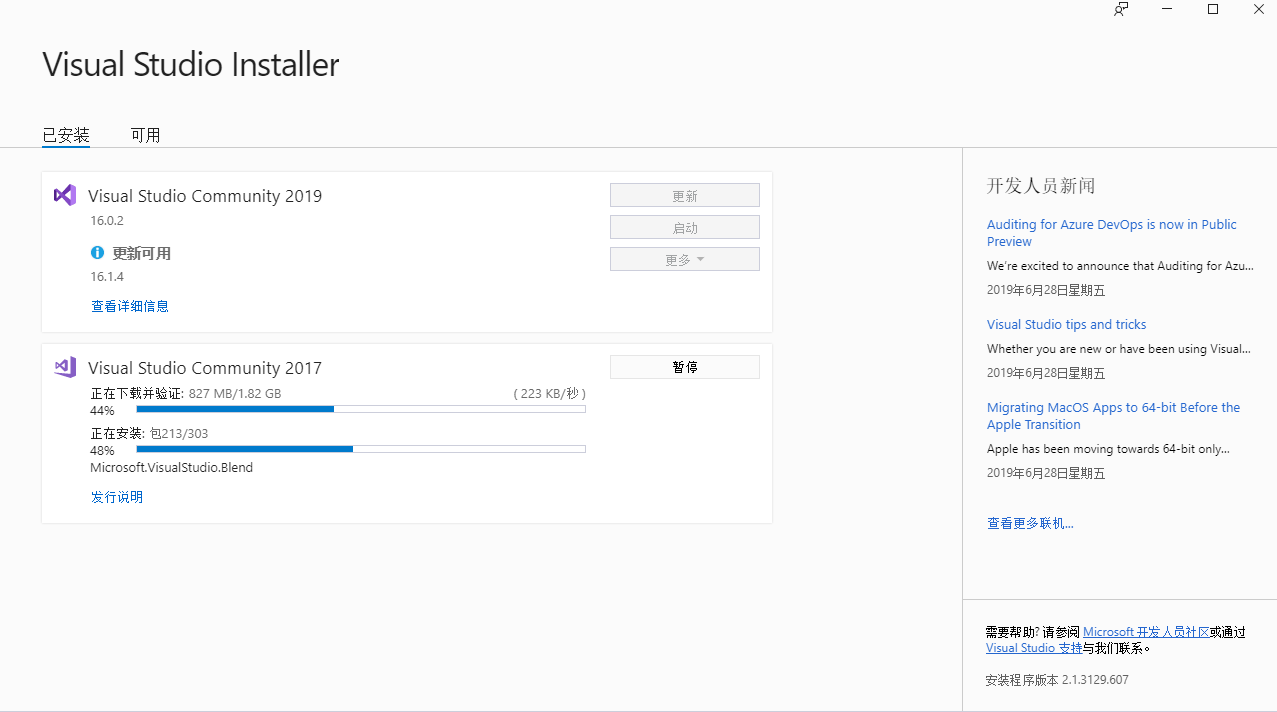 Visual Studio Installer
已安装 可用
Visual Studio Community 2019
16.0.2
更新可用
16.1.4
查看详细信息
更新
启动
更多
Visual Studio Community 2017
正在下载并验证: 827 MB/1.82 GB (223 KB/秒)
44%
正在安装: 包213/303
48%
Microsoft.VisualStudio.Blend
发行说明
暂停
开发人员新闻
Auditing for Azure DevOps is now in Public
Preview
We're excited to announce that Auditing for Azu...
2019年6月28日星期五
Visual Studio tips and tricks
Whether you are new or have been using Visual...
2019年6月28日星期五
Migrating MacOS Apps to 64-bit Before the
Apple Transition
Apple has been moving towards 64-bit only...
2019年6月28日星期五
查看更多联机...
需要帮助? 请参阅 Microsoft 开发人员社区或通过
Visual Studio 支持与我们联系。
安装程序版本 2.1.3129.607